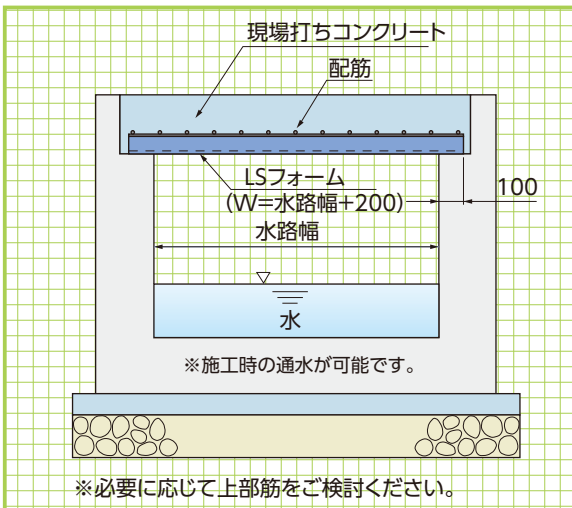 現場打ちコンクリート
配筋
LSフォーム
(W=水路幅+200)
100
水路幅
水
※施工時の通水が可能です。
※必要に応じて上部筋をご検討ください。